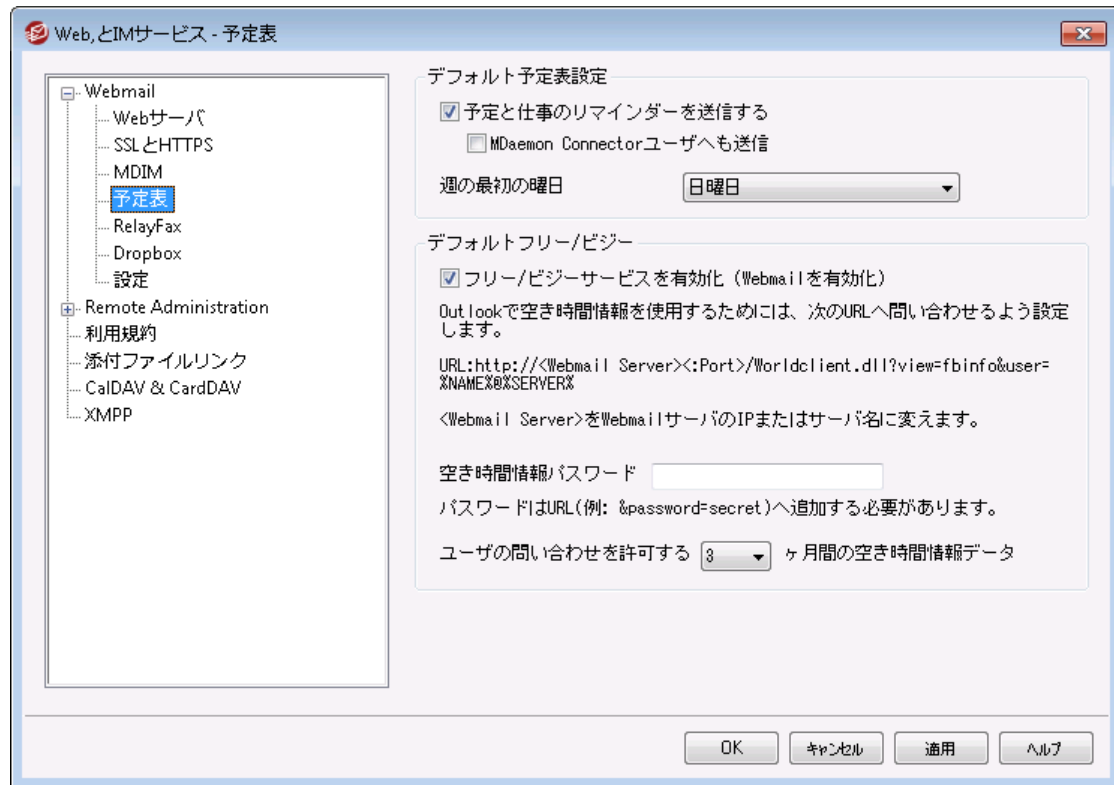 Web,とIMサービス - 予定表
Webmail
Webサーバ
SSLとHTTPS
MDIM
予定表
RelayFax
Dropbox
設定
Remote Administration
利用規約
添付ファイルリンク
CalDAV & CardDAV
XMPP
デフォルト予定表設定
予定と仕事のリマインダーを送信する
MDaemon Connectorユーザへも送信
週の最初の曜日 日曜日
デフォルトフリー/ビジー
フリー/ビジーサービスを有効化 (Webmailを有効化)
Outlookで空き時間情報を使用するためには、次のURLへ問い合わせるよう設定
します。
URL:http://<Webmail Server><:Port>/Worldclient.dll?view=fbinfo&user=
%NAME%@%SERVER%
<Webmail Server>をWebmailサーバのIPまたはサーバ名に変えます。
空き時間情報パスワード
パスワードはURL(例: &password=secret)へ追加する必要があります。
ユーザの問い合わせを許可する 3 ヶ月間の空き時間情報データ
OK キャンセル 適用 ヘルプ